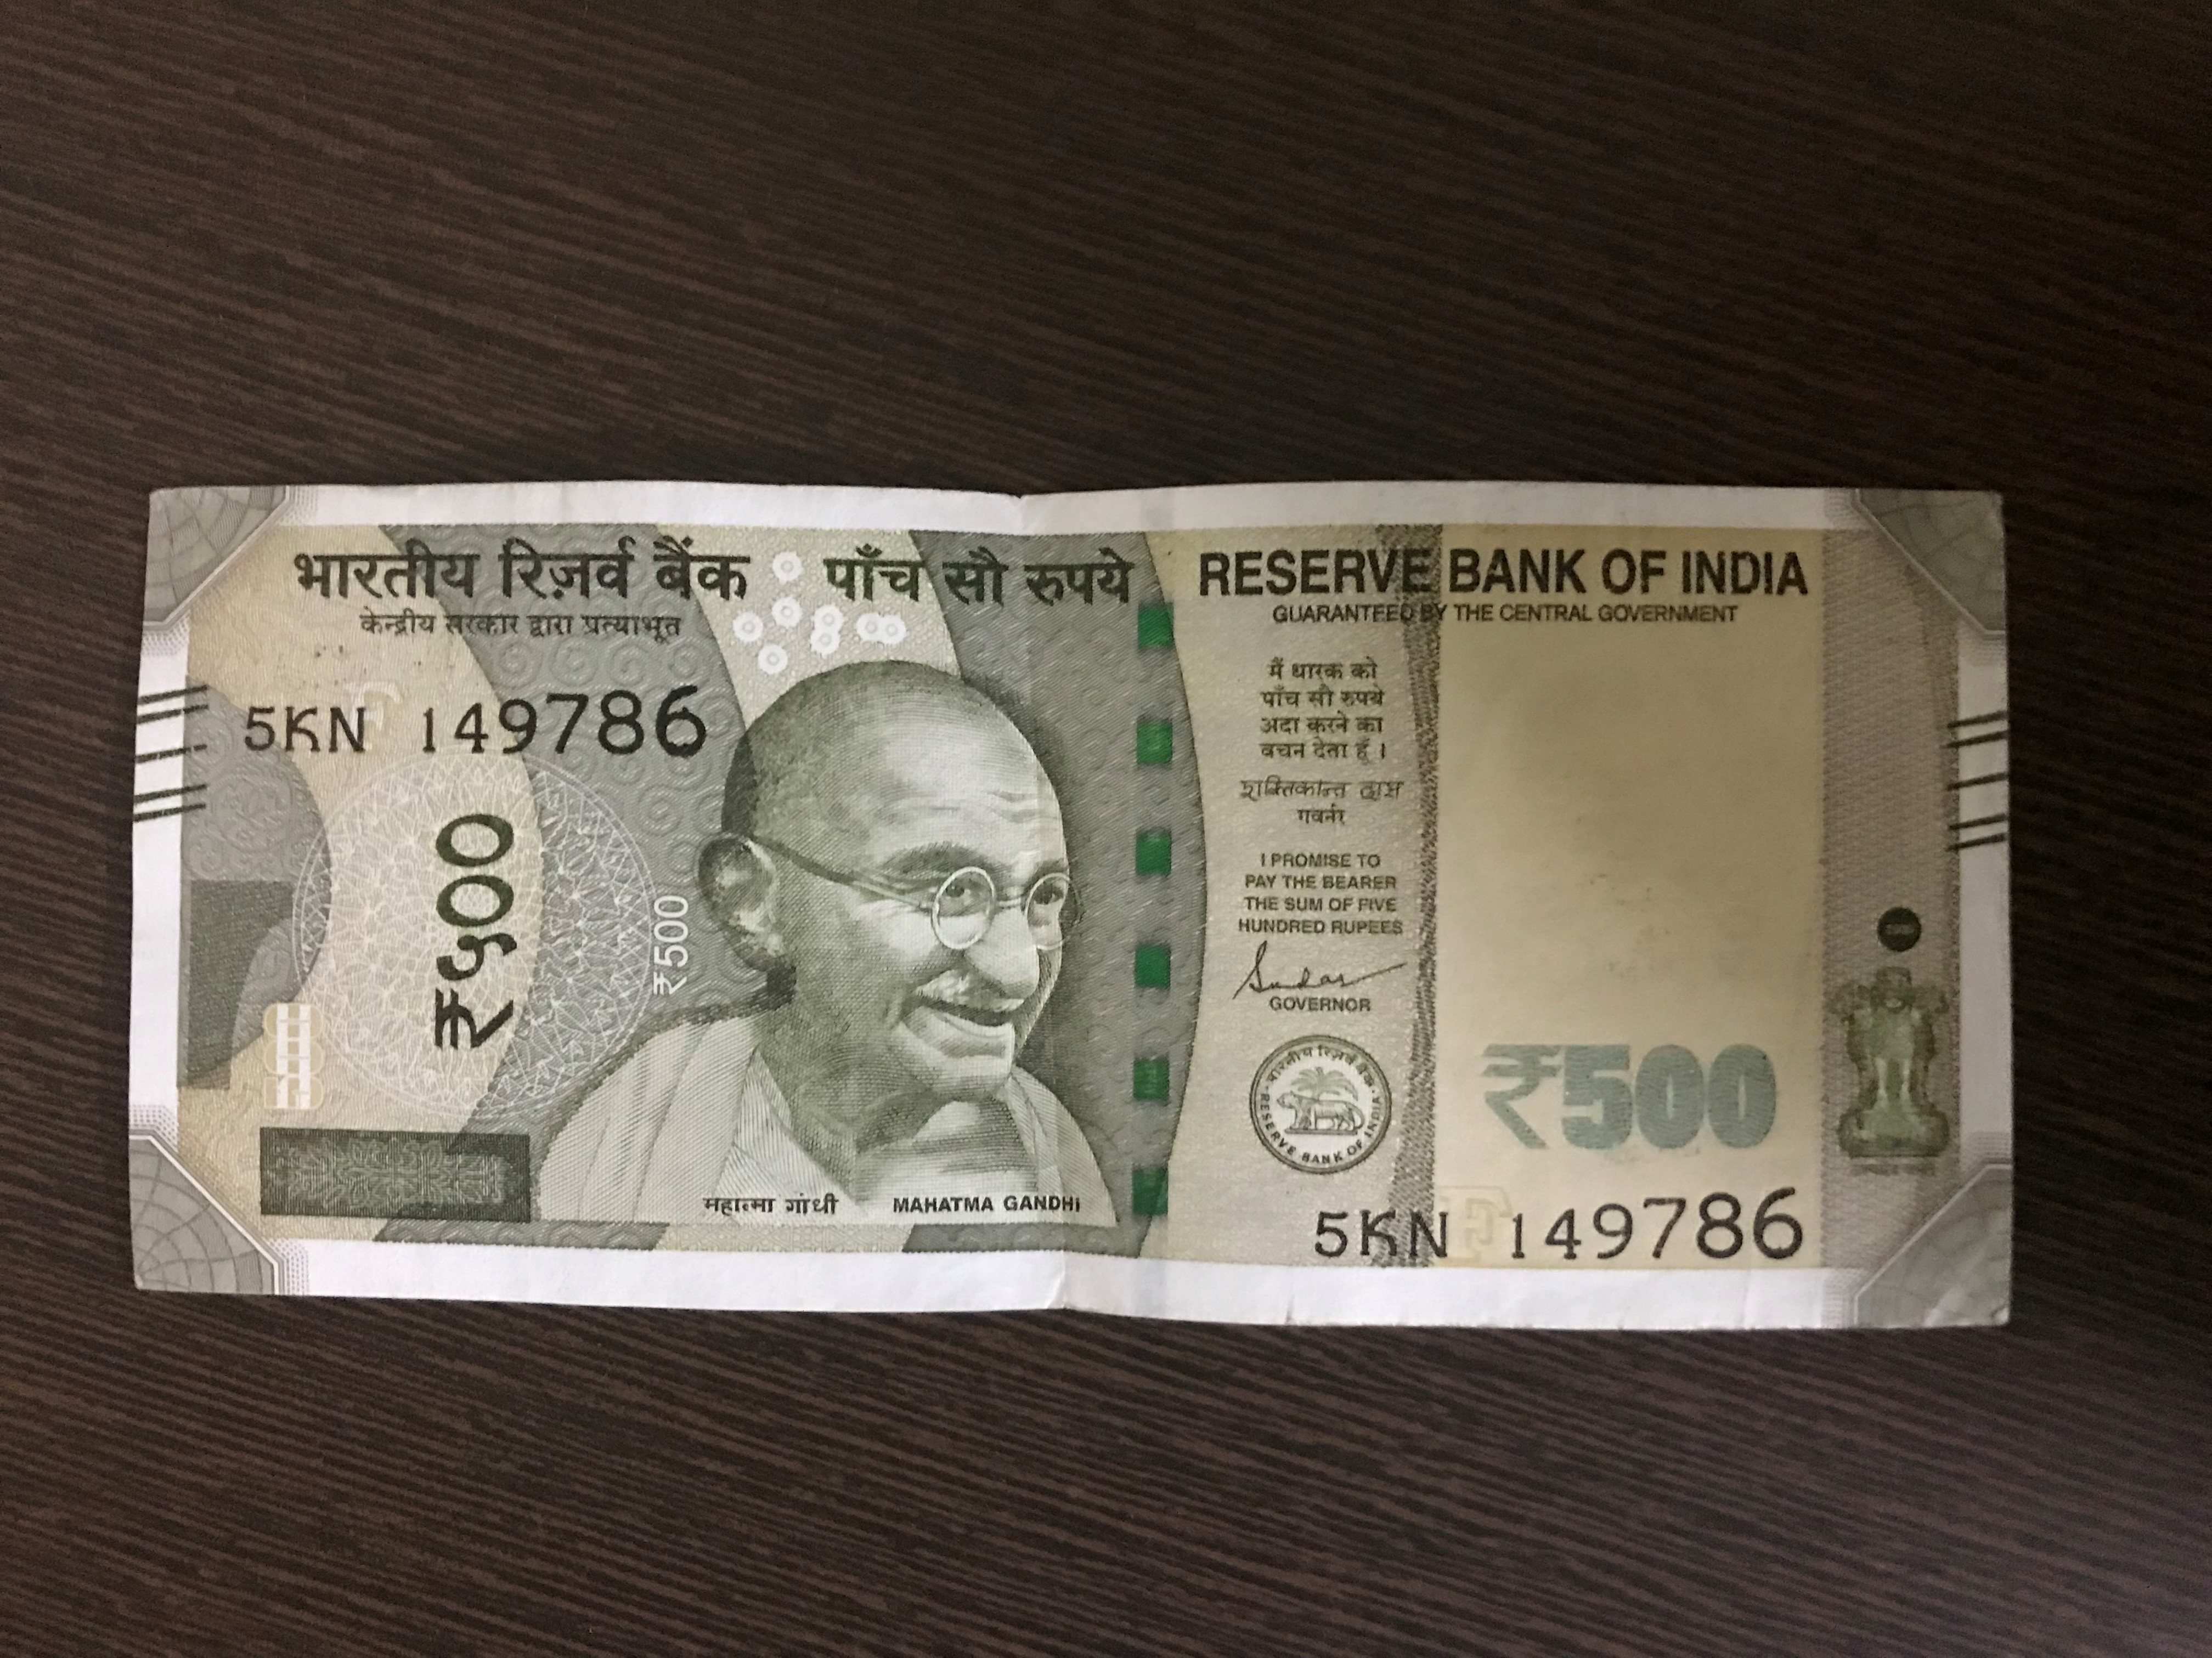 भारतीय रिज़र्व बैंक
पाँच सौ रुपये
RESERVE BANK OF INDIA
केन्द्रीय सरकार द्वारा प्रत्याभूत
GUARANTEED BY THE CENTRAL GOVERNMENT
5KN 149786
₹५००
₹500
मैं धारक को
पाँच सौ रुपये
अदा करने का
वचन देता हूँ ।
शक्तिकान्त दास
गवर्नर
I PROMISE TO
PAY THE BEARER
THE SUM OF FIVE
HUNDRED RUPEES
GOVERNOR
भारतीय रिज़र्व बैंक
RESERVE BANK OF INDIA
₹500
महात्मा गांधी
MAHATMA GANDHI
5KN 149786